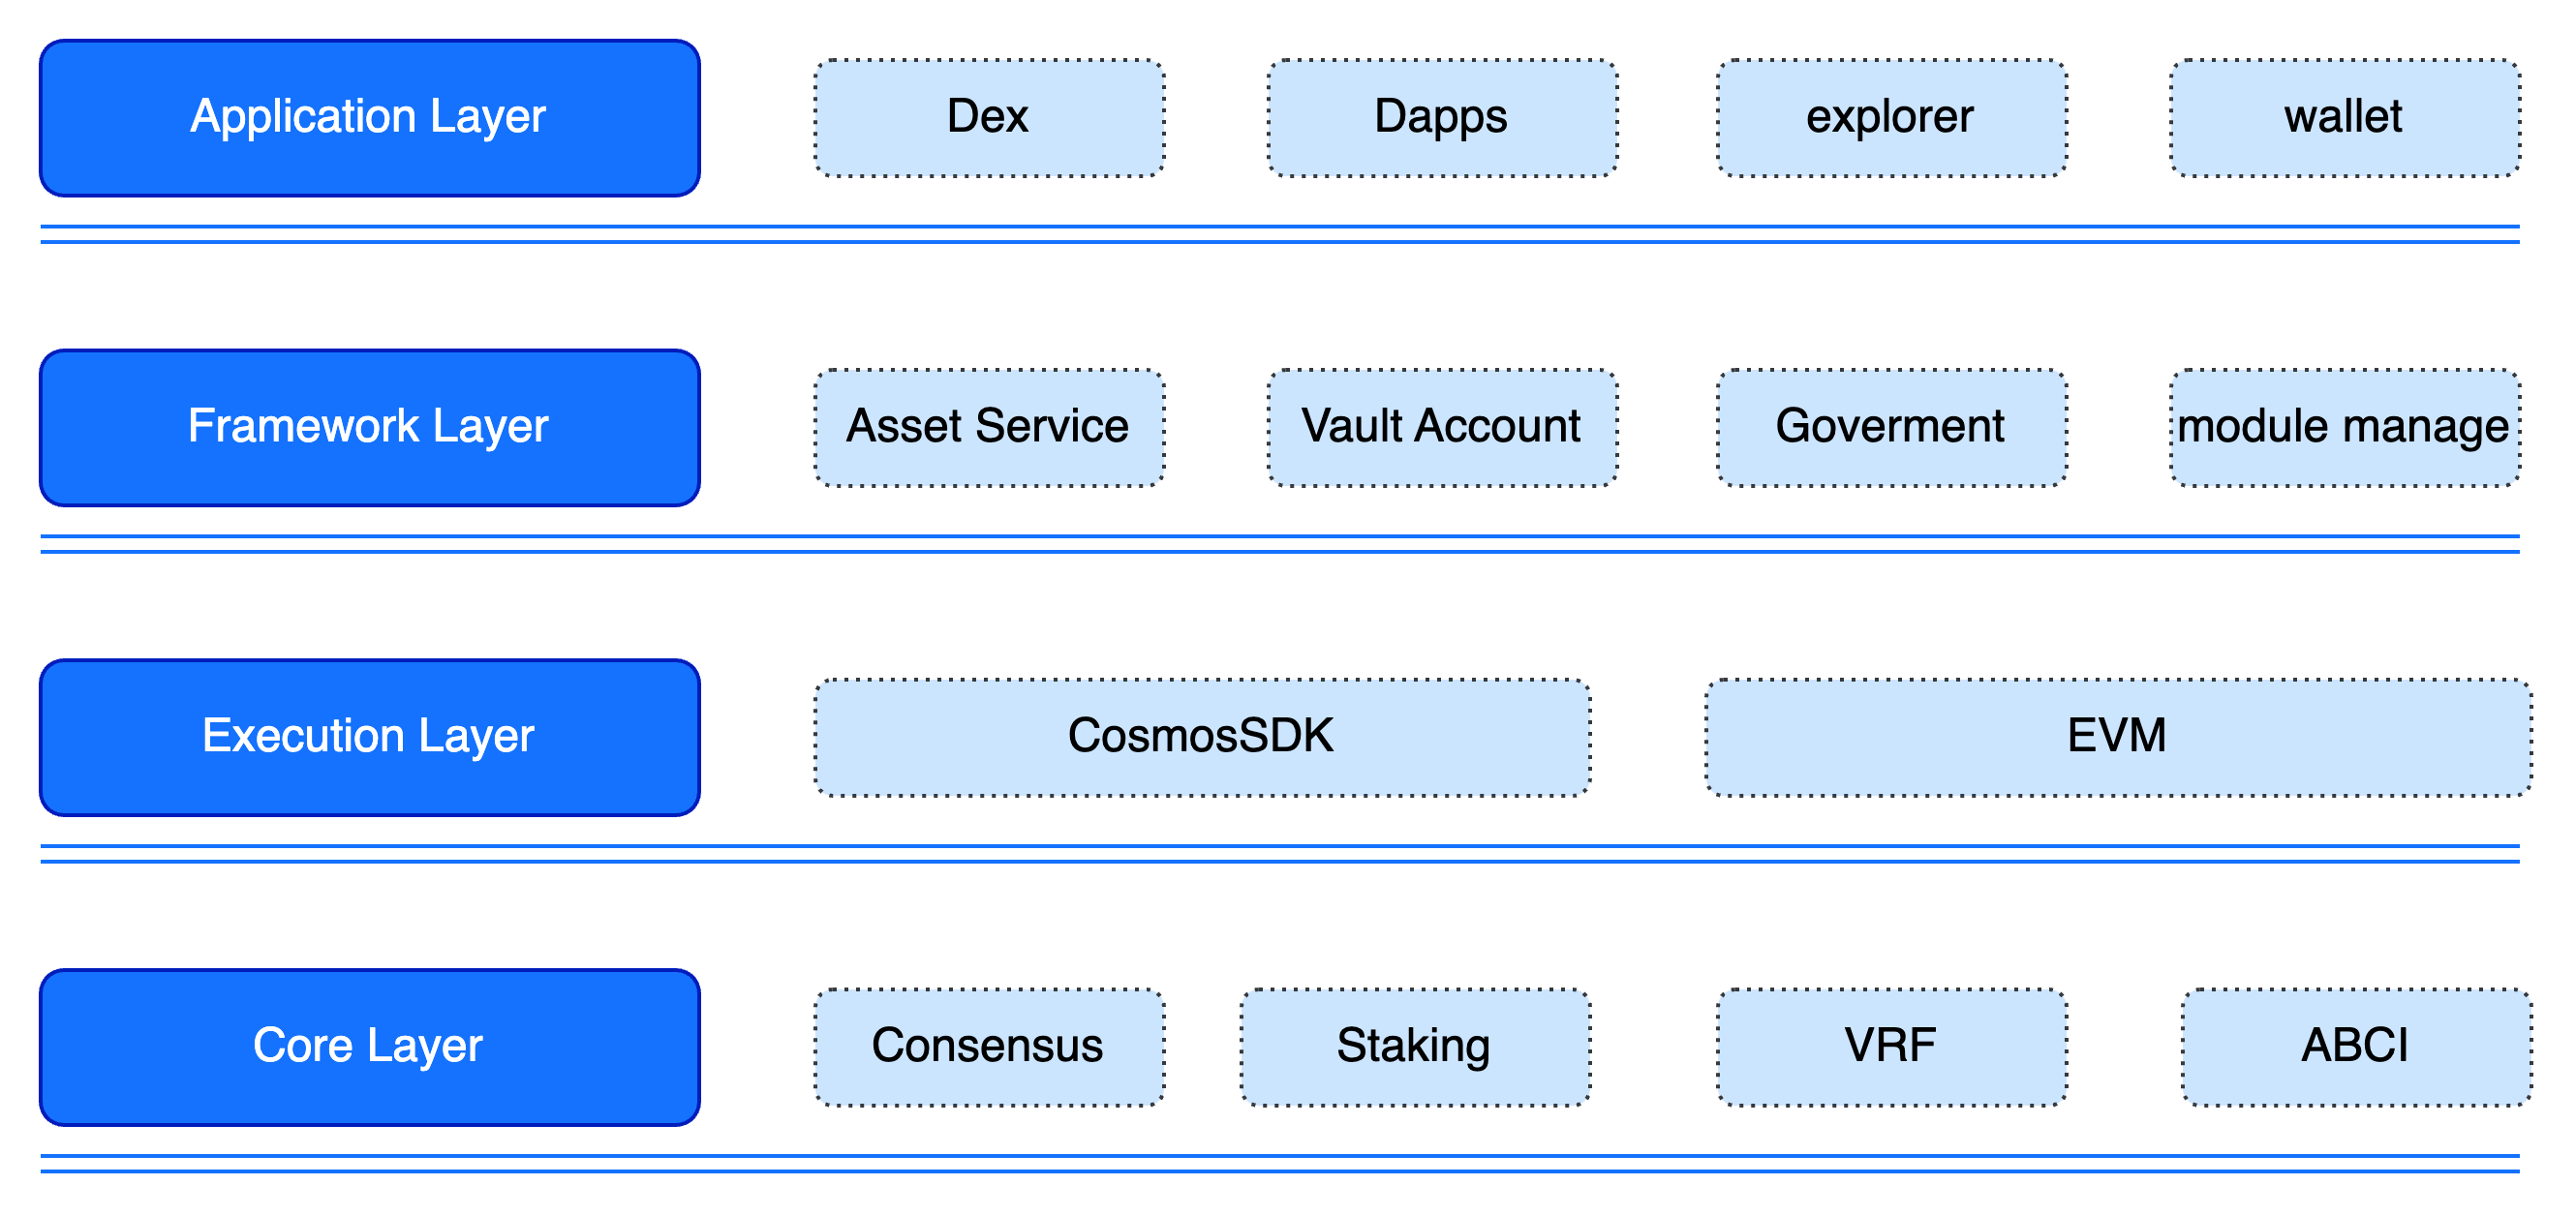 Application Layer
Dex
Dapps
explorer
wallet
Framework Layer
Asset Service
Vault Account
Goverment
module manage
Execution Layer
CosmosSDK
EVM
Core Layer
Consensus
Staking
VRF
ABCI